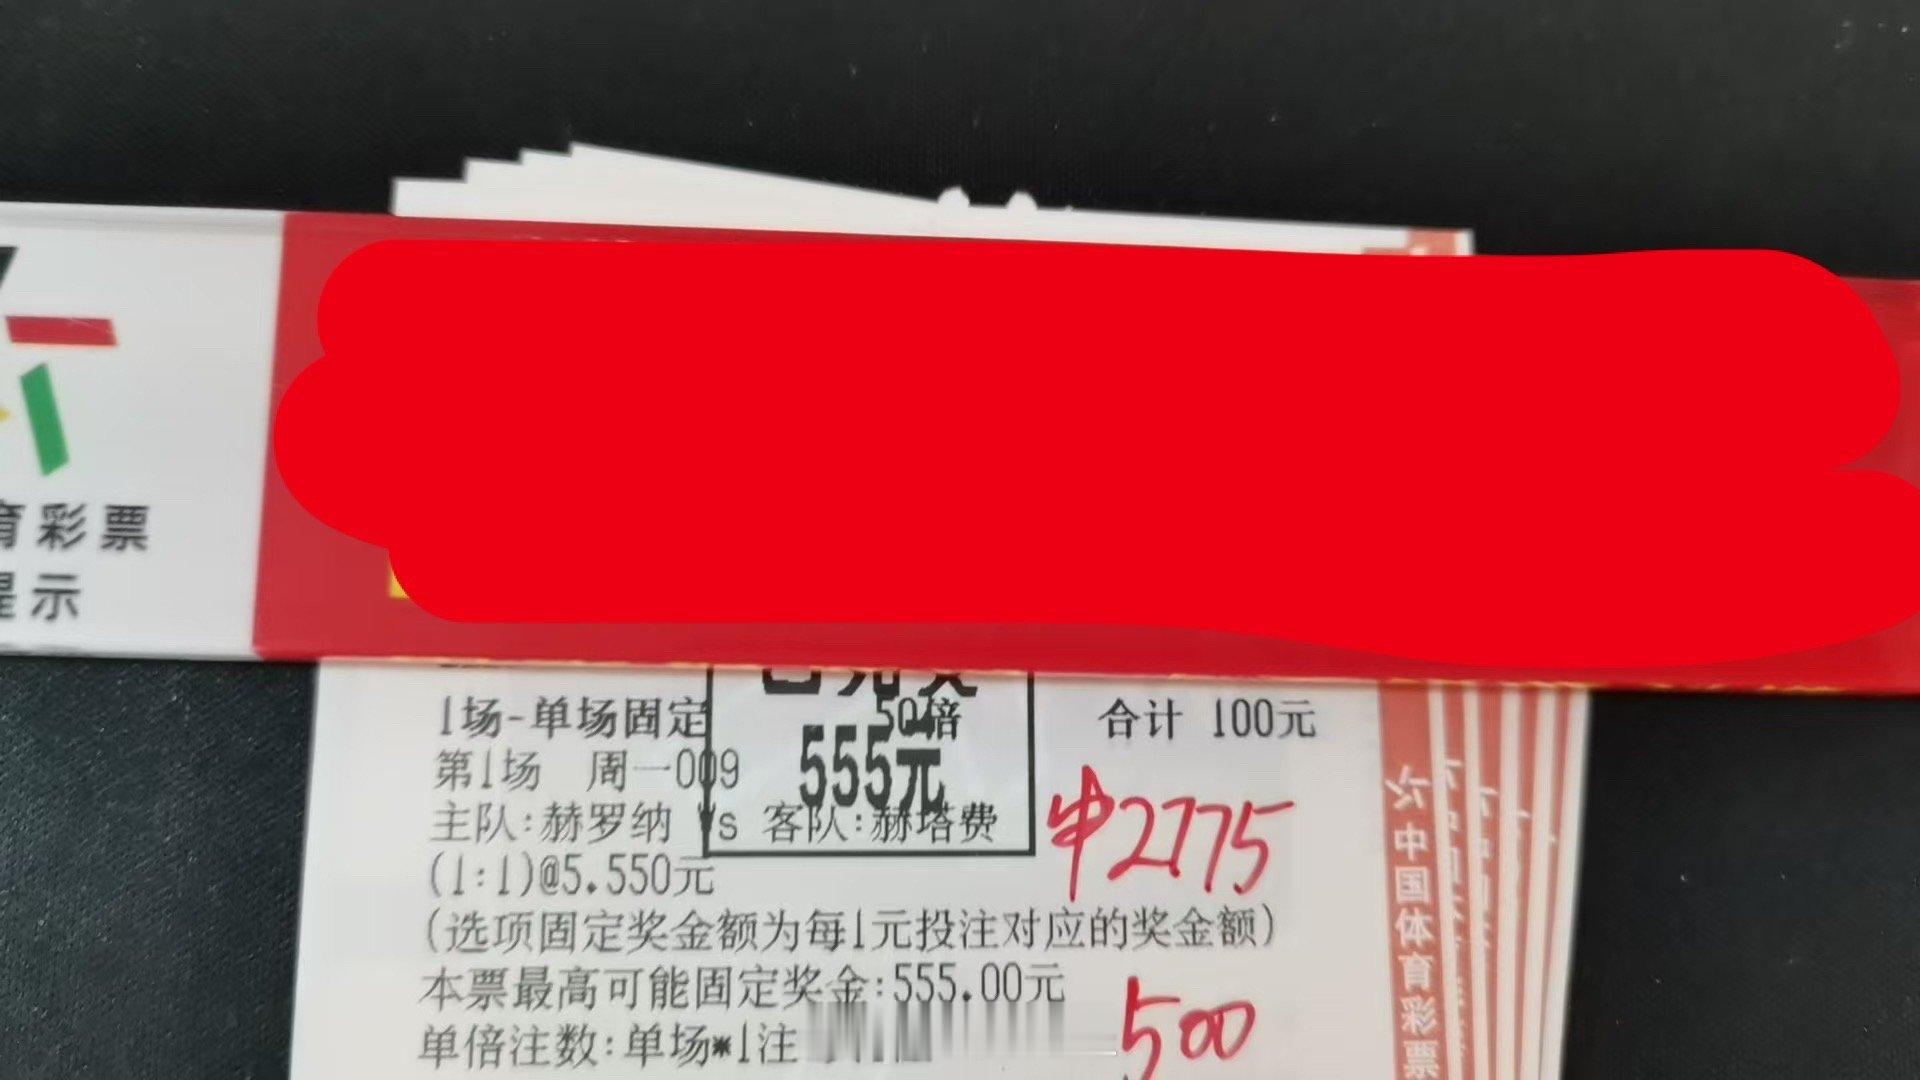 育彩票
提示
已兑奖
1场-单场固定 50倍 合计 100元
555元
第1场 周一009
主队:赫罗纳 Vs 客队:赫塔费
中2775
(1:1)@5.550元
(选项固定奖金额为每1元投注对应的奖金额)
本票最高可能固定奖金:555.00元
500
单倍注数:单场*1注
中国体育彩票